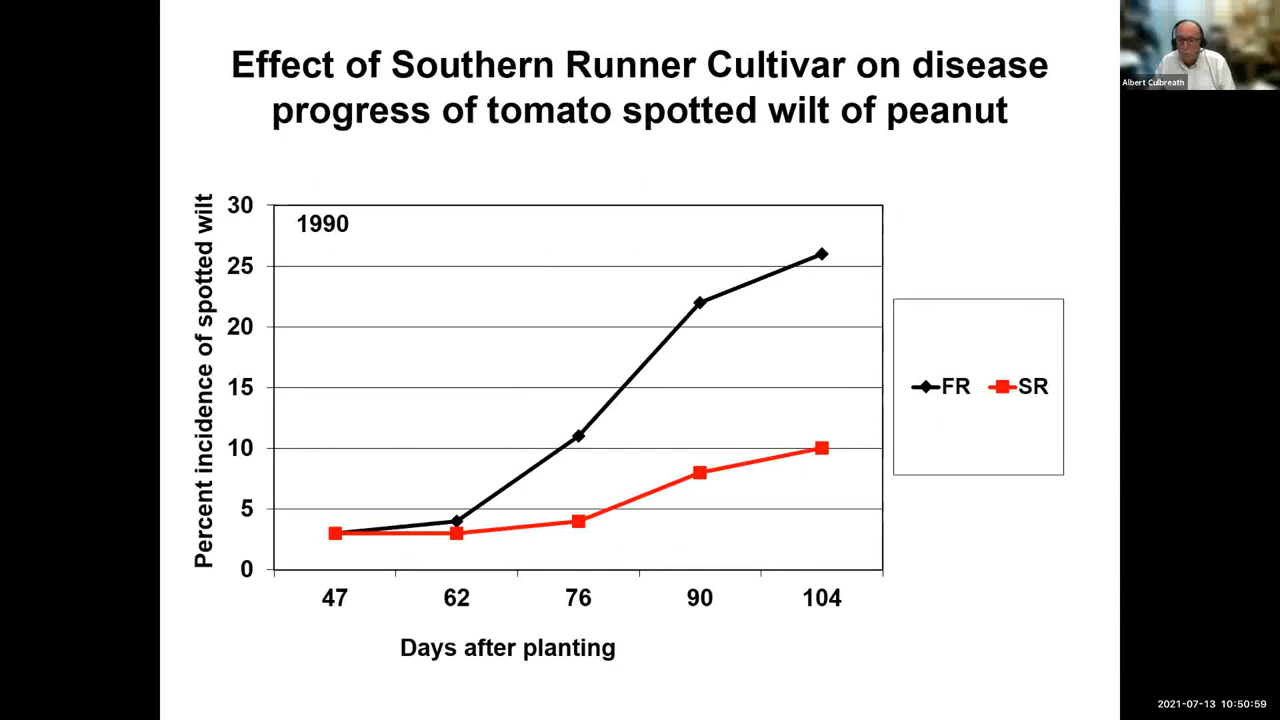 Effect of Southern Runner Cultivar on disease
progress of tomato spotted wilt of peanut
Albert Culbreath
Percent incidence of spotted wilt
1990
30
25
20
15
10
5
0
47 62 76 90 104
Days after planting
FR SR
2021-07-13 10:50:59